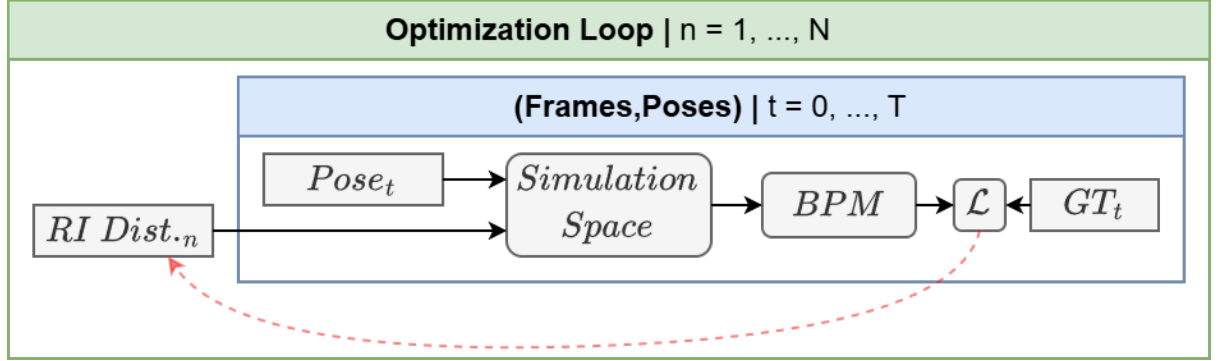 Optimization Loop | n = 1, ..., N
(Frames,Poses) | t = 0, ..., T
Pose_t
Simulation
Space
BPM
ℒ
GT_t
RI Dist._n